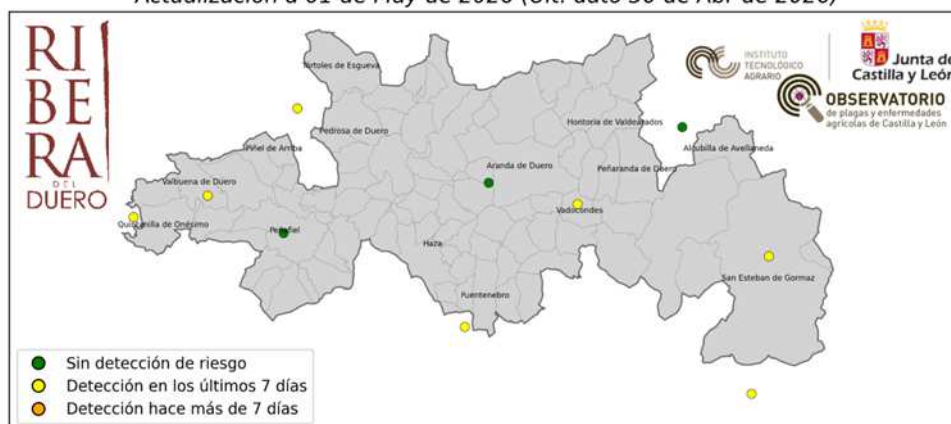 Actualización a 01 de May de 2026 (Últ. dato 30 de Abr de 2026)
RI
BE
RA
DEL
DUERO
INSTITUTO
TECNOLÓGICO
AGRARIO
Junta de
Castilla y León
OBSERVATORIO
de plagas y enfermedades
agrícolas de Castilla y León
Tórtoles de Esgueva
Pedrosa de Duero
Hontoria de Valdearados
Piñel de Arriba
Alcubilla de Avellaneda
Aranda de Duero
Peñaranda de Duero
Valbuena de Duero
Vadocondes
Quintanilla de Onésimo
Peñafiel
Haza
San Esteban de Gormaz
Fuentenebro
Sin detección de riesgo
Detección en los últimos 7 días
Detección hace más de 7 días